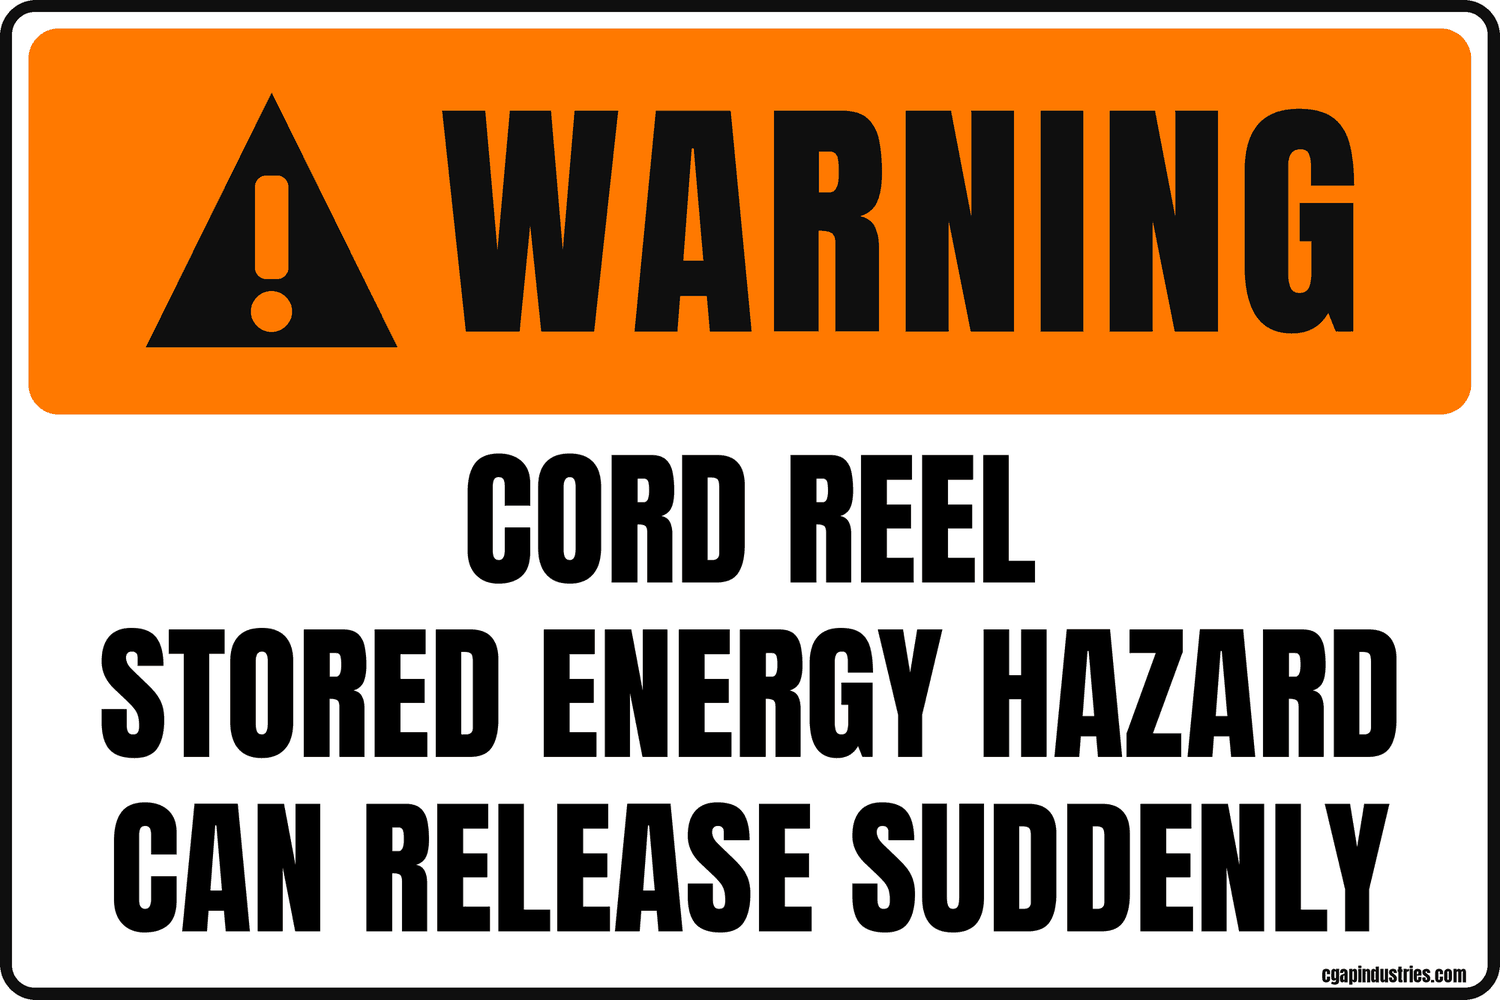 WARNING
CORD REEL
STORED ENERGY HAZARD
CAN RELEASE SUDDENLY
cgapindustries.com